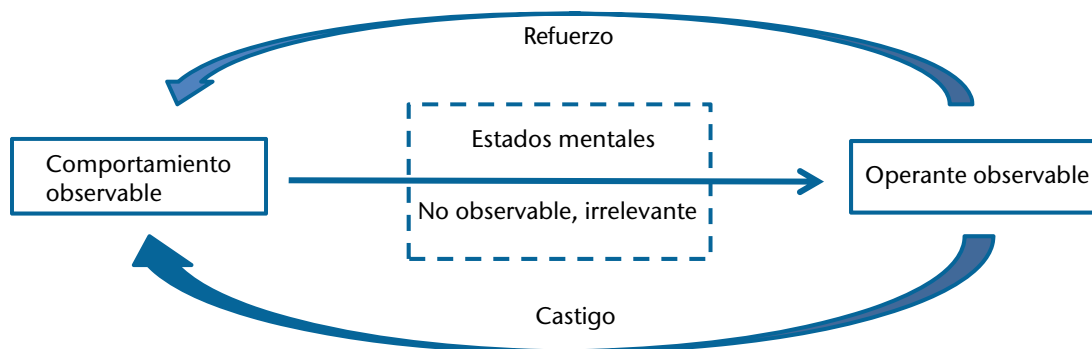 Refuerzo
Comportamiento
observable
Estados mentales
No observable, irrelevante
Operante observable
Castigo